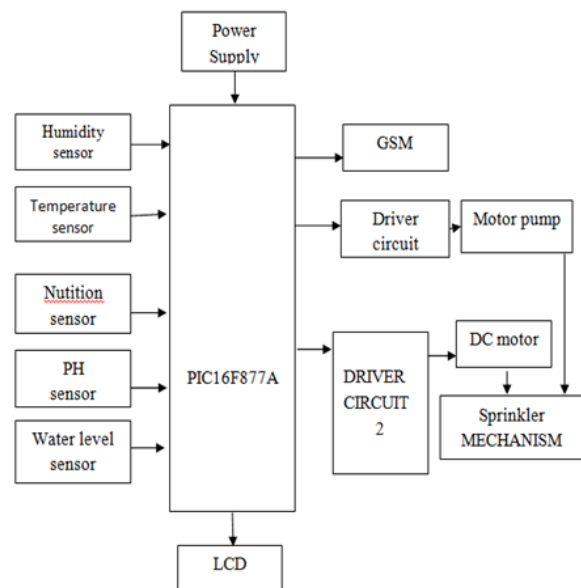 Power
Supply
Humidity
sensor
GSM
Temperature
sensor
Driver
circuit
Motor pump
Nutition
sensor
DC motor
PH
sensor
PIC16F877A
DRIVER
CIRCUIT
2
Sprinkler
MECHANISM
Water level
sensor
LCD